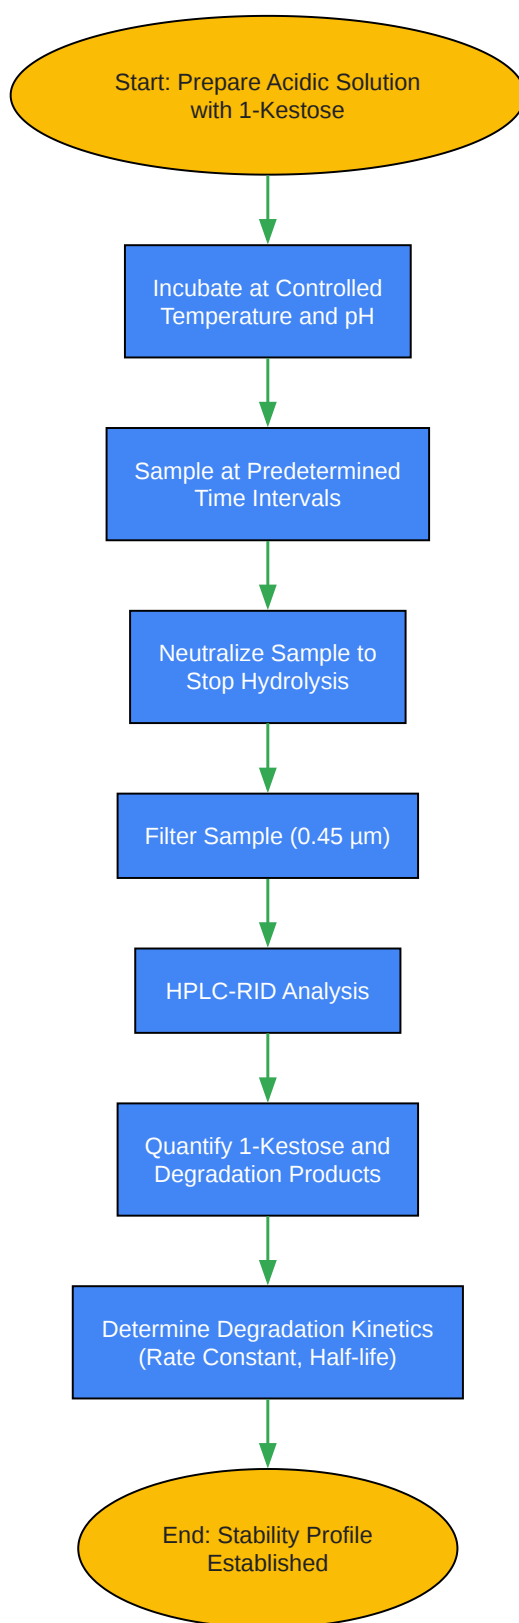 Start: Prepare Acidic Solution
with 1-Kestose
Incubate at Controlled
Temperature and pH
Sample at Predetermined
Time Intervals
Neutralize Sample to
Stop Hydrolysis
Filter Sample (0.45 µm)
HPLC-RID Analysis
Quantify 1-Kestose and
Degradation Products
Determine Degradation Kinetics
(Rate Constant, Half-life)
End: Stability Profile
Established